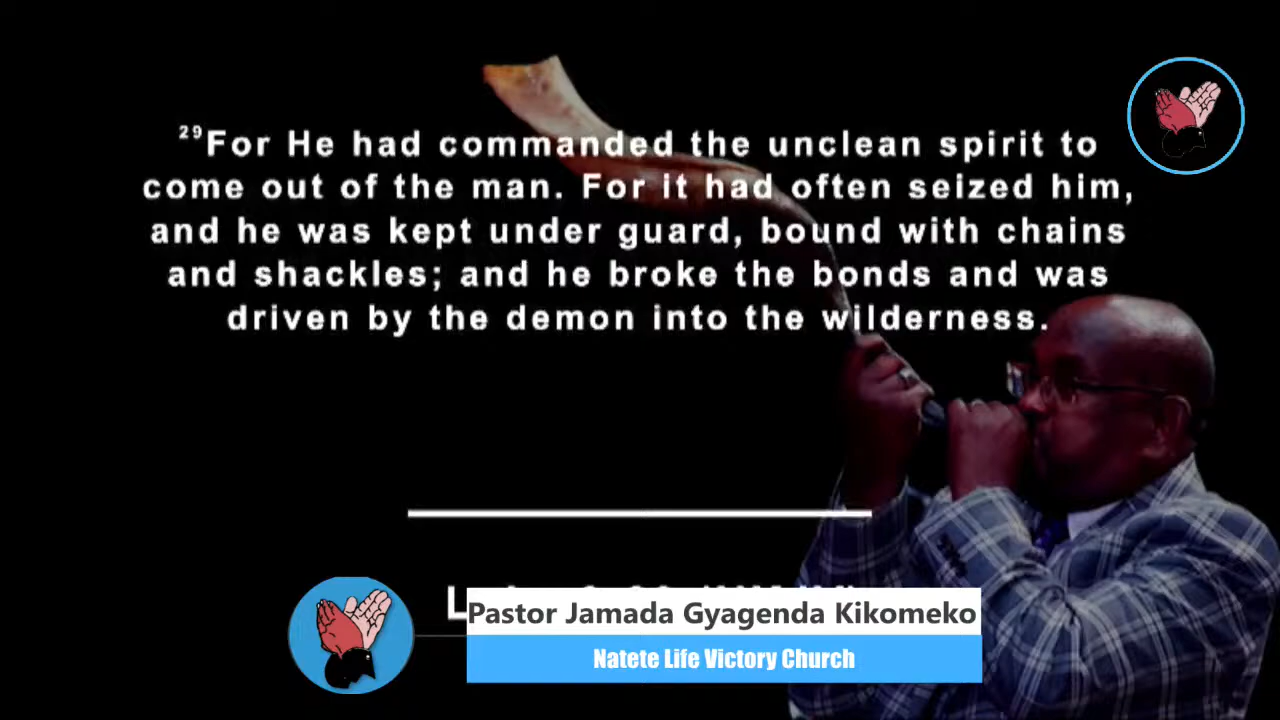 29For He had commanded the unclean spirit to
come out of the man. For it had often seized him,
and he was kept under guard, bound with chains
and shackles; and he broke the bonds and was
driven by the demon into the wilderness.
Pastor Jamada Gyagenda Kikomeko
Natete Life Victory Church